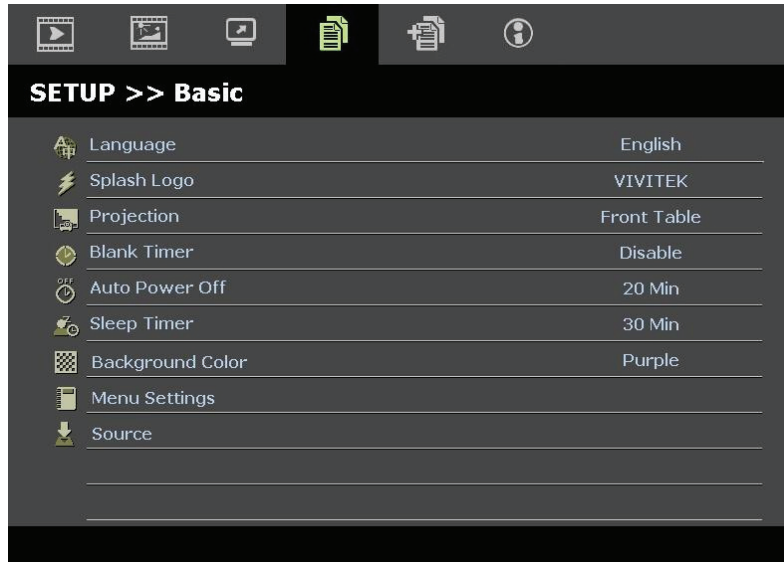 SETUP >> Basic
Language English
Splash Logo VIVITEK
Projection Front Table
Blank Timer Disable
OFF
Auto Power Off 20 Min
Sleep Timer 30 Min
Background Color Purple
Menu Settings
Source